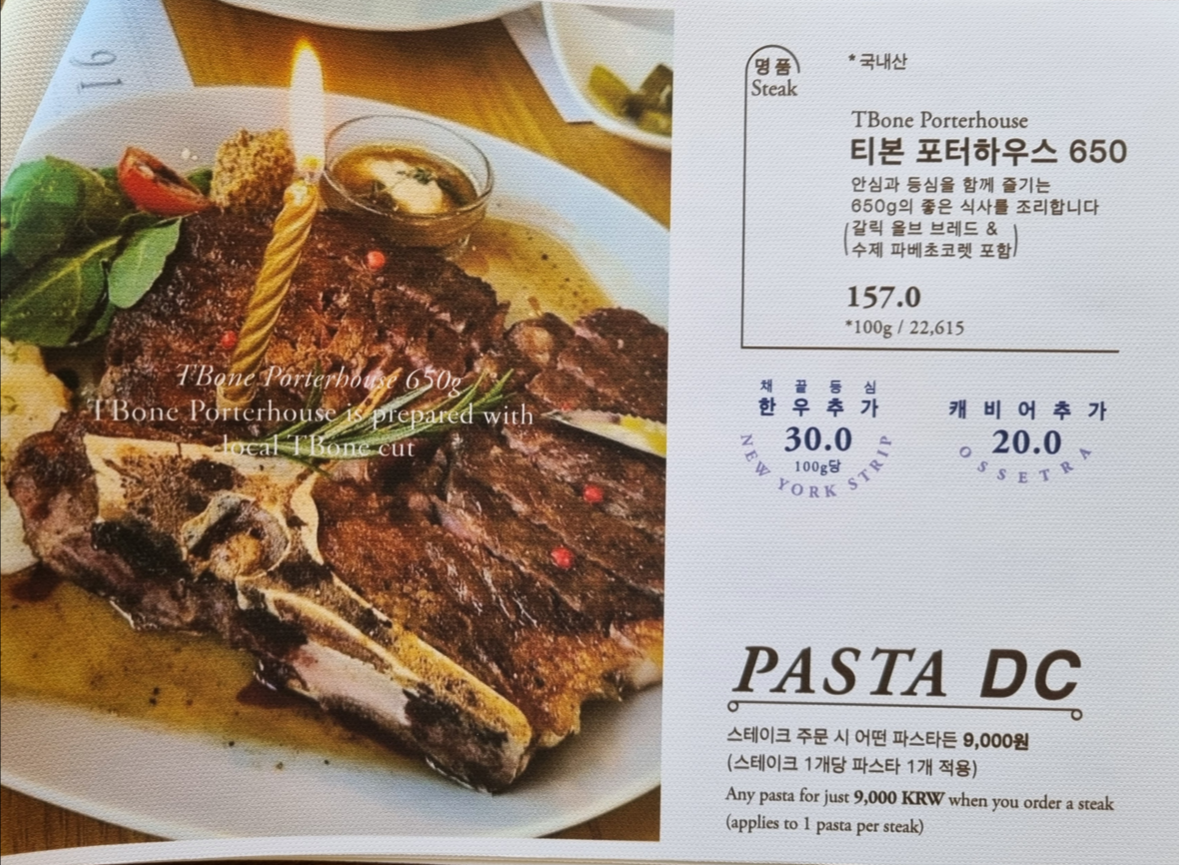 91
TBone Porterhouse 650g
TBone Porterhouse is prepared with
local TBone cut
명품
Steak
*국내산
TBone Porterhouse
티본 포터하우스 650
안심과 등심을 함께 즐기는
650g의 좋은 식사를 조리합니다
(갈릭 올브 브레드 &
수제 파베초코렛 포함)
157.0
*100g / 22,615
채끝등심
한우추가
30.0
100g당
NEW YORK STRIP
캐비어추가
20.0
OSSETRA
PASTA DC
스테이크 주문 시 어떤 파스타든 9,000원
(스테이크 1개당 파스타 1개 적용)
Any pasta for just 9,000 KRW when you order a steak
(applies to 1 pasta per steak)